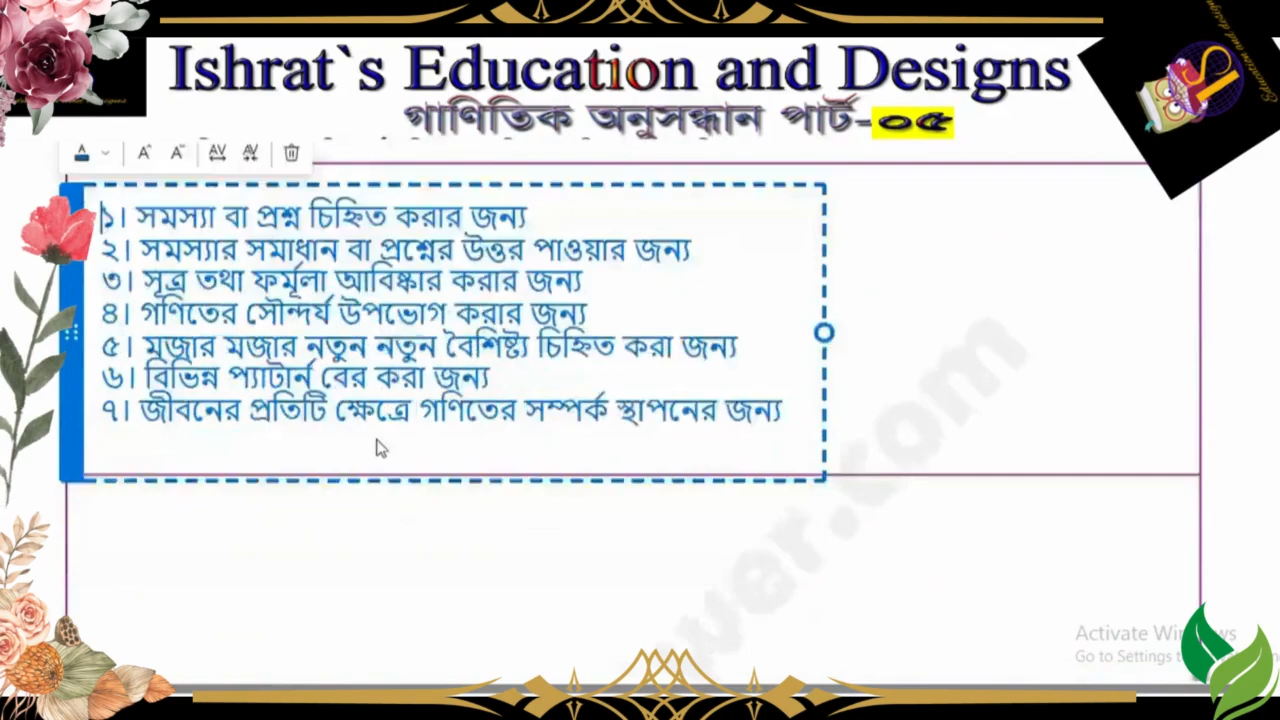 Ishrat`s Education and Designs
গাণিতিক অনুসন্ধান পার্ট-০৫
১। সমস্যা বা প্রশ্ন চিহ্নিত করার জন্য
২। সমস্যার সমাধান বা প্রশ্নের উত্তর পাওয়ার জন্য
৩। সূত্র তথা ফর্মূলা আবিষ্কার করার জন্য
৪। গণিতের সৌন্দর্য উপভোগ করার জন্য
৫। মজার মজার নতুন নতুন বৈশিষ্ট্য চিহ্নিত করা জন্য
৬। বিভিন্ন প্যাটার্ন বের করা জন্য
৭। জীবনের প্রতিটি ক্ষেত্রে গণিতের সম্পর্ক স্থাপনের জন্য
Activate
Go to Settings